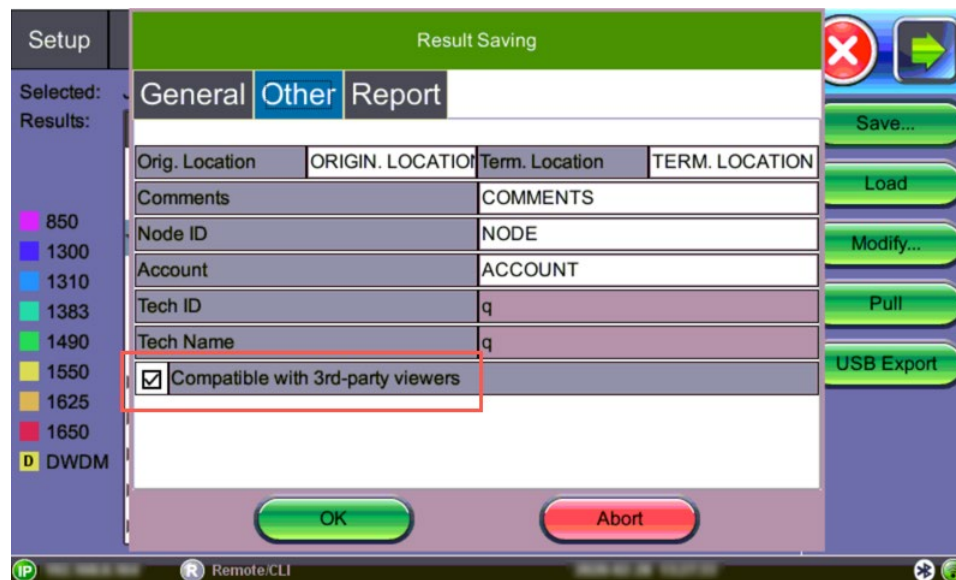 Setup
Result Saving
Selected:
Results:
General Other Report
Save...
Orig. Location ORIGIN. LOCATION Term. Location TERM. LOCATION
Load
Comments COMMENTS
850
Node ID NODE
Modify...
1300
Account ACCOUNT
1310
Tech ID q
Pull
1383
1490
Tech Name q
1550
Compatible with 3rd-party viewers
USB Export
1625
1650
D DWDM
OK Abort
IP
R Remote/CLI